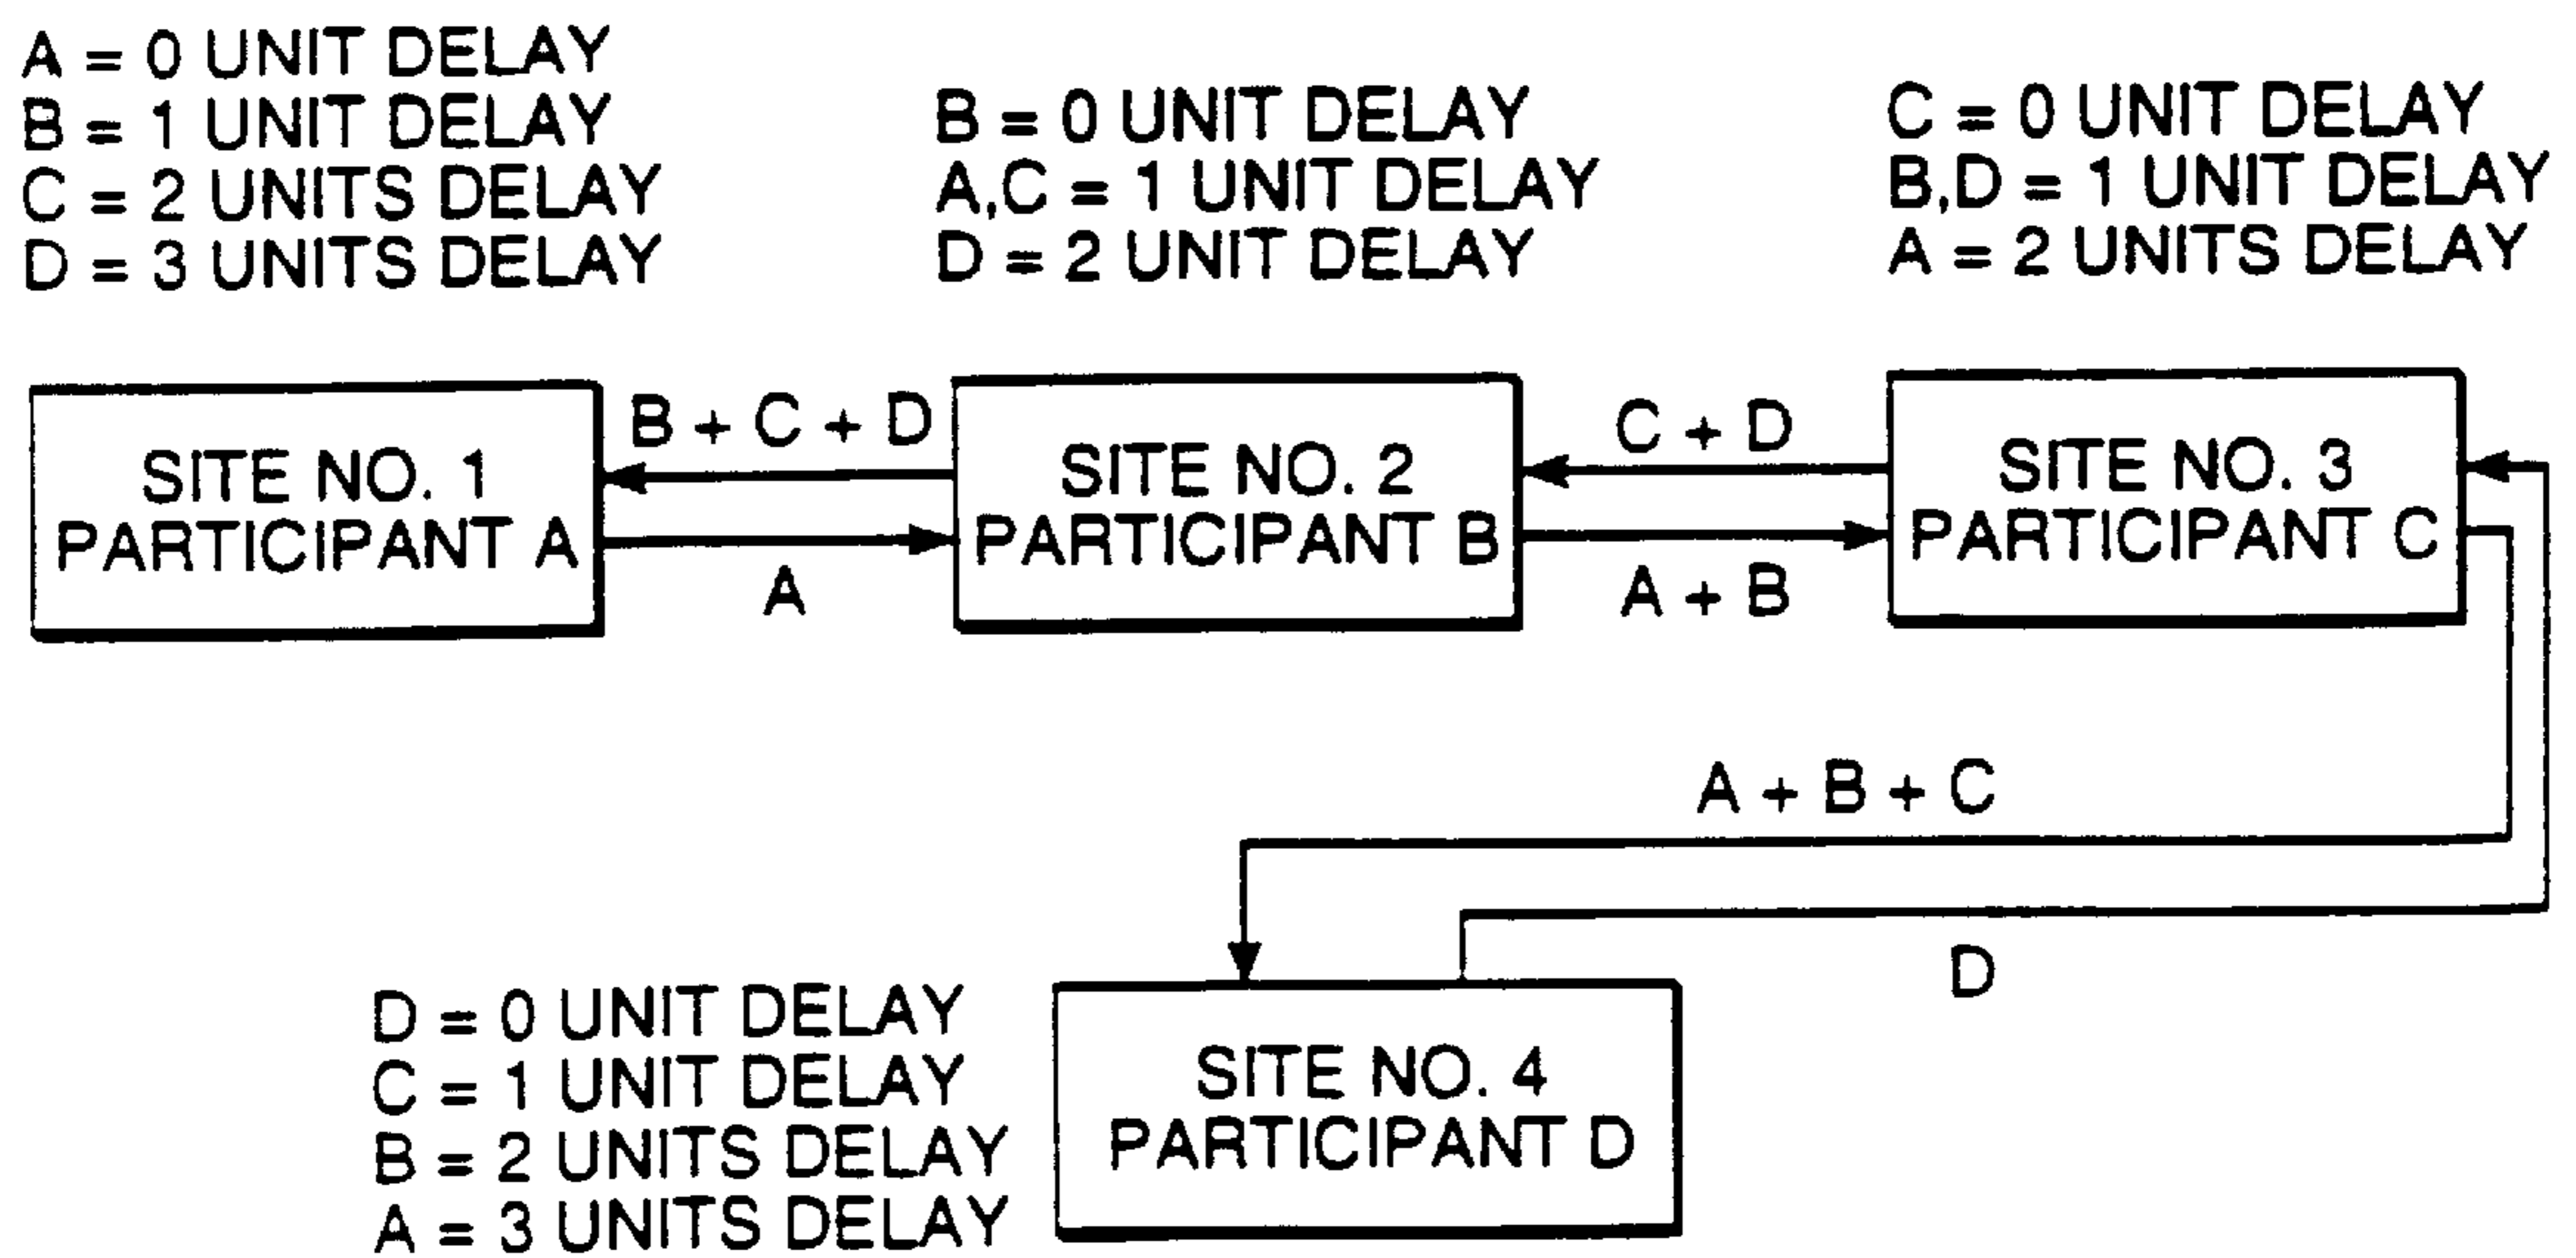 A = 0 UNIT DELAY
B = 1 UNIT DELAY
C = 2 UNITS DELAY
D = 3 UNITS DELAY
B = 0 UNIT DELAY
A,C = 1 UNIT DELAY
D = 2 UNIT DELAY
C = 0 UNIT DELAY
B,D = 1 UNIT DELAY
A = 2 UNITS DELAY
SITE NO. 1
PARTICIPANT A
B + C + D
A
SITE NO. 2
PARTICIPANT B
C + D
A + B
SITE NO. 3
PARTICIPANT C
A + B + C
D
D = 0 UNIT DELAY
C = 1 UNIT DELAY
B = 2 UNITS DELAY
A = 3 UNITS DELAY
SITE NO. 4
PARTICIPANT D